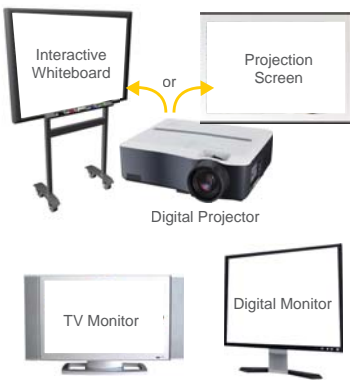 Interactive
Whiteboard
or
Projection
Screen
Digital Projector
TV Monitor
Digital Monitor